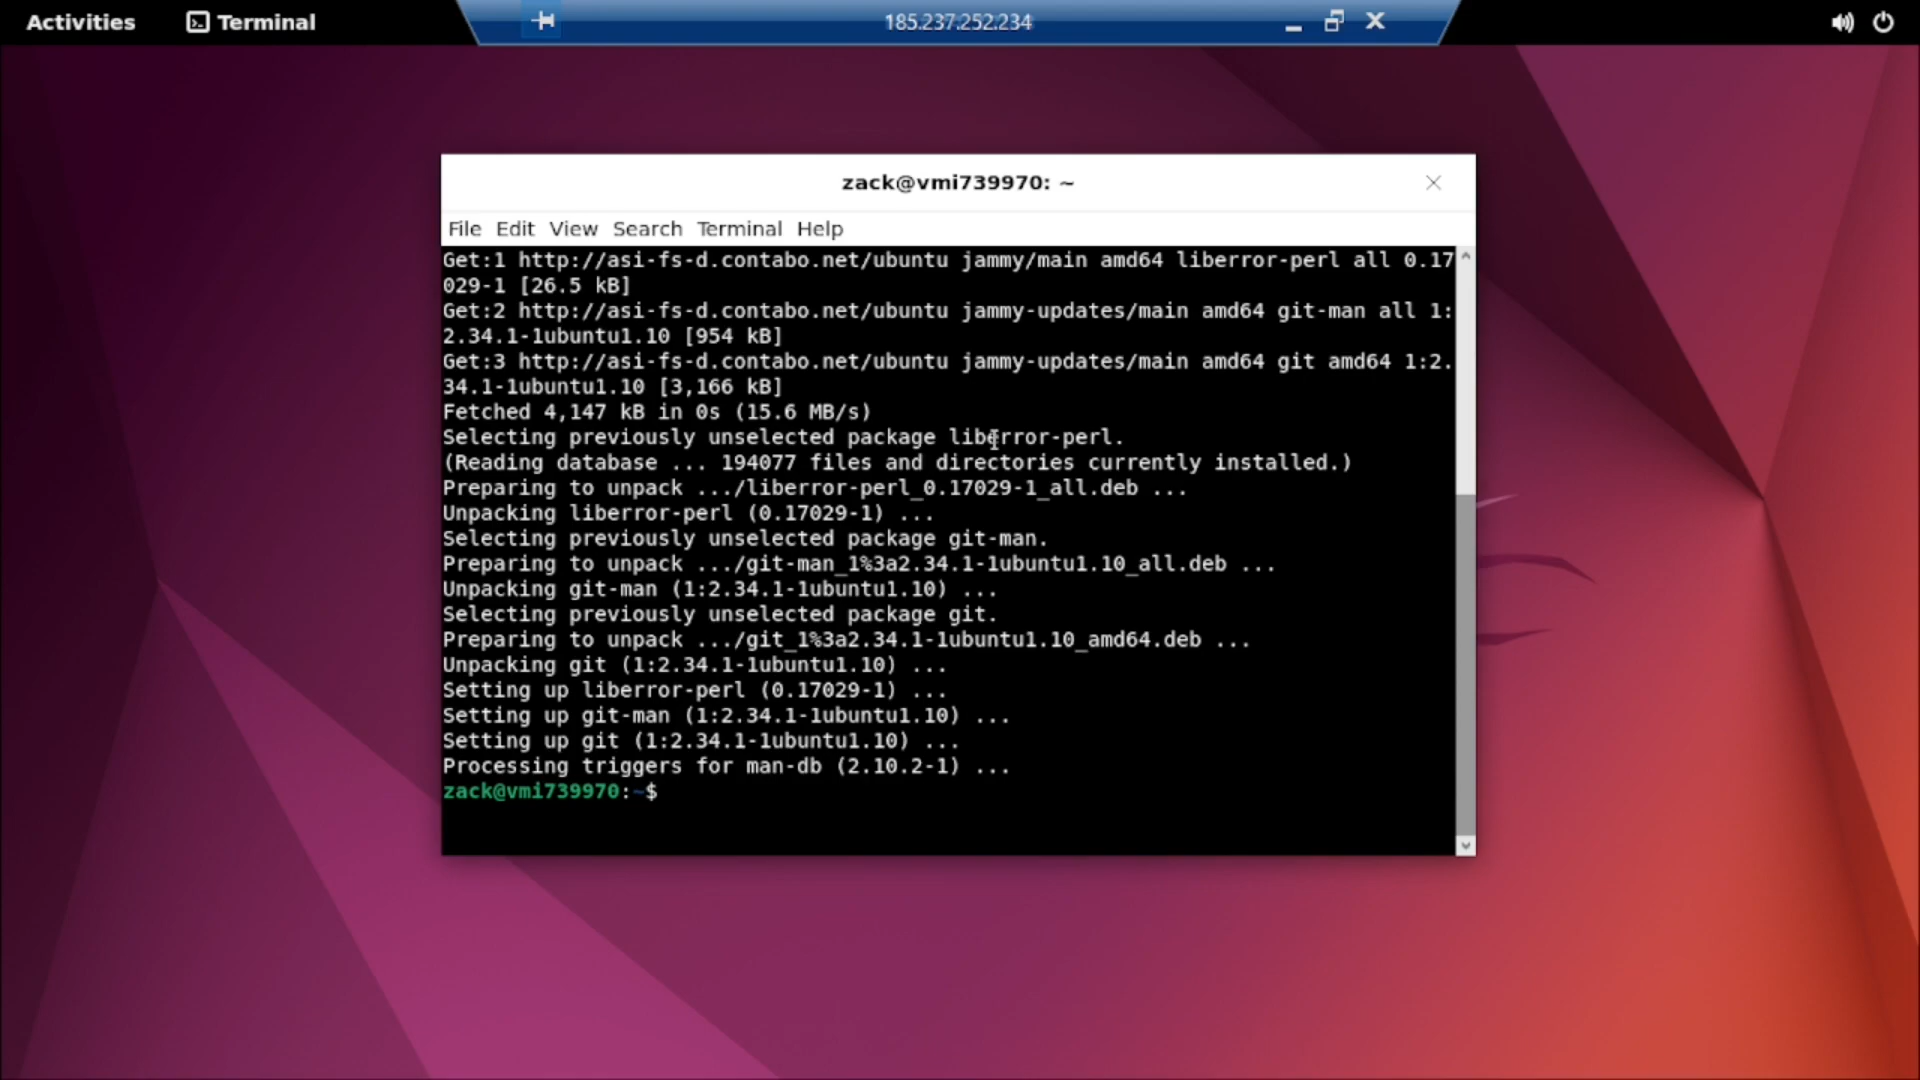 Activities Terminal 185.237.252.234
zack@vmi739970: ~
File Edit View Search Terminal Help
Get:1 http://asi-fs-d.contabo.net/ubuntu jammy/main amd64 liberror-perl all 0.17
029-1 [26.5 kB]
Get:2 http://asi-fs-d.contabo.net/ubuntu jammy-updates/main amd64 git-man all 1:
2.34.1-1ubuntu1.10 [954 kB]
Get:3 http://asi-fs-d.contabo.net/ubuntu jammy-updates/main amd64 git amd64 1:2.
34.1-1ubuntu1.10 [3,166 kB]
Fetched 4,147 kB in 0s (15.6 MB/s)
Selecting previously unselected package liberror-perl.
(Reading database ... 194077 files and directories currently installed.)
Preparing to unpack .../liberror-perl_0.17029-1_all.deb ...
Unpacking liberror-perl (0.17029-1) ...
Selecting previously unselected package git-man.
Preparing to unpack .../git-man_1%3a2.34.1-1ubuntu1.10_all.deb ...
Unpacking git-man (1:2.34.1-1ubuntu1.10) ...
Selecting previously unselected package git.
Preparing to unpack .../git_1%3a2.34.1-1ubuntu1.10_amd64.deb ...
Unpacking git (1:2.34.1-1ubuntu1.10) ...
Setting up liberror-perl (0.17029-1) ...
Setting up git-man (1:2.34.1-1ubuntu1.10) ...
Setting up git (1:2.34.1-1ubuntu1.10) ...
Processing triggers for man-db (2.10.2-1) ...
zack@vmi739970:~$